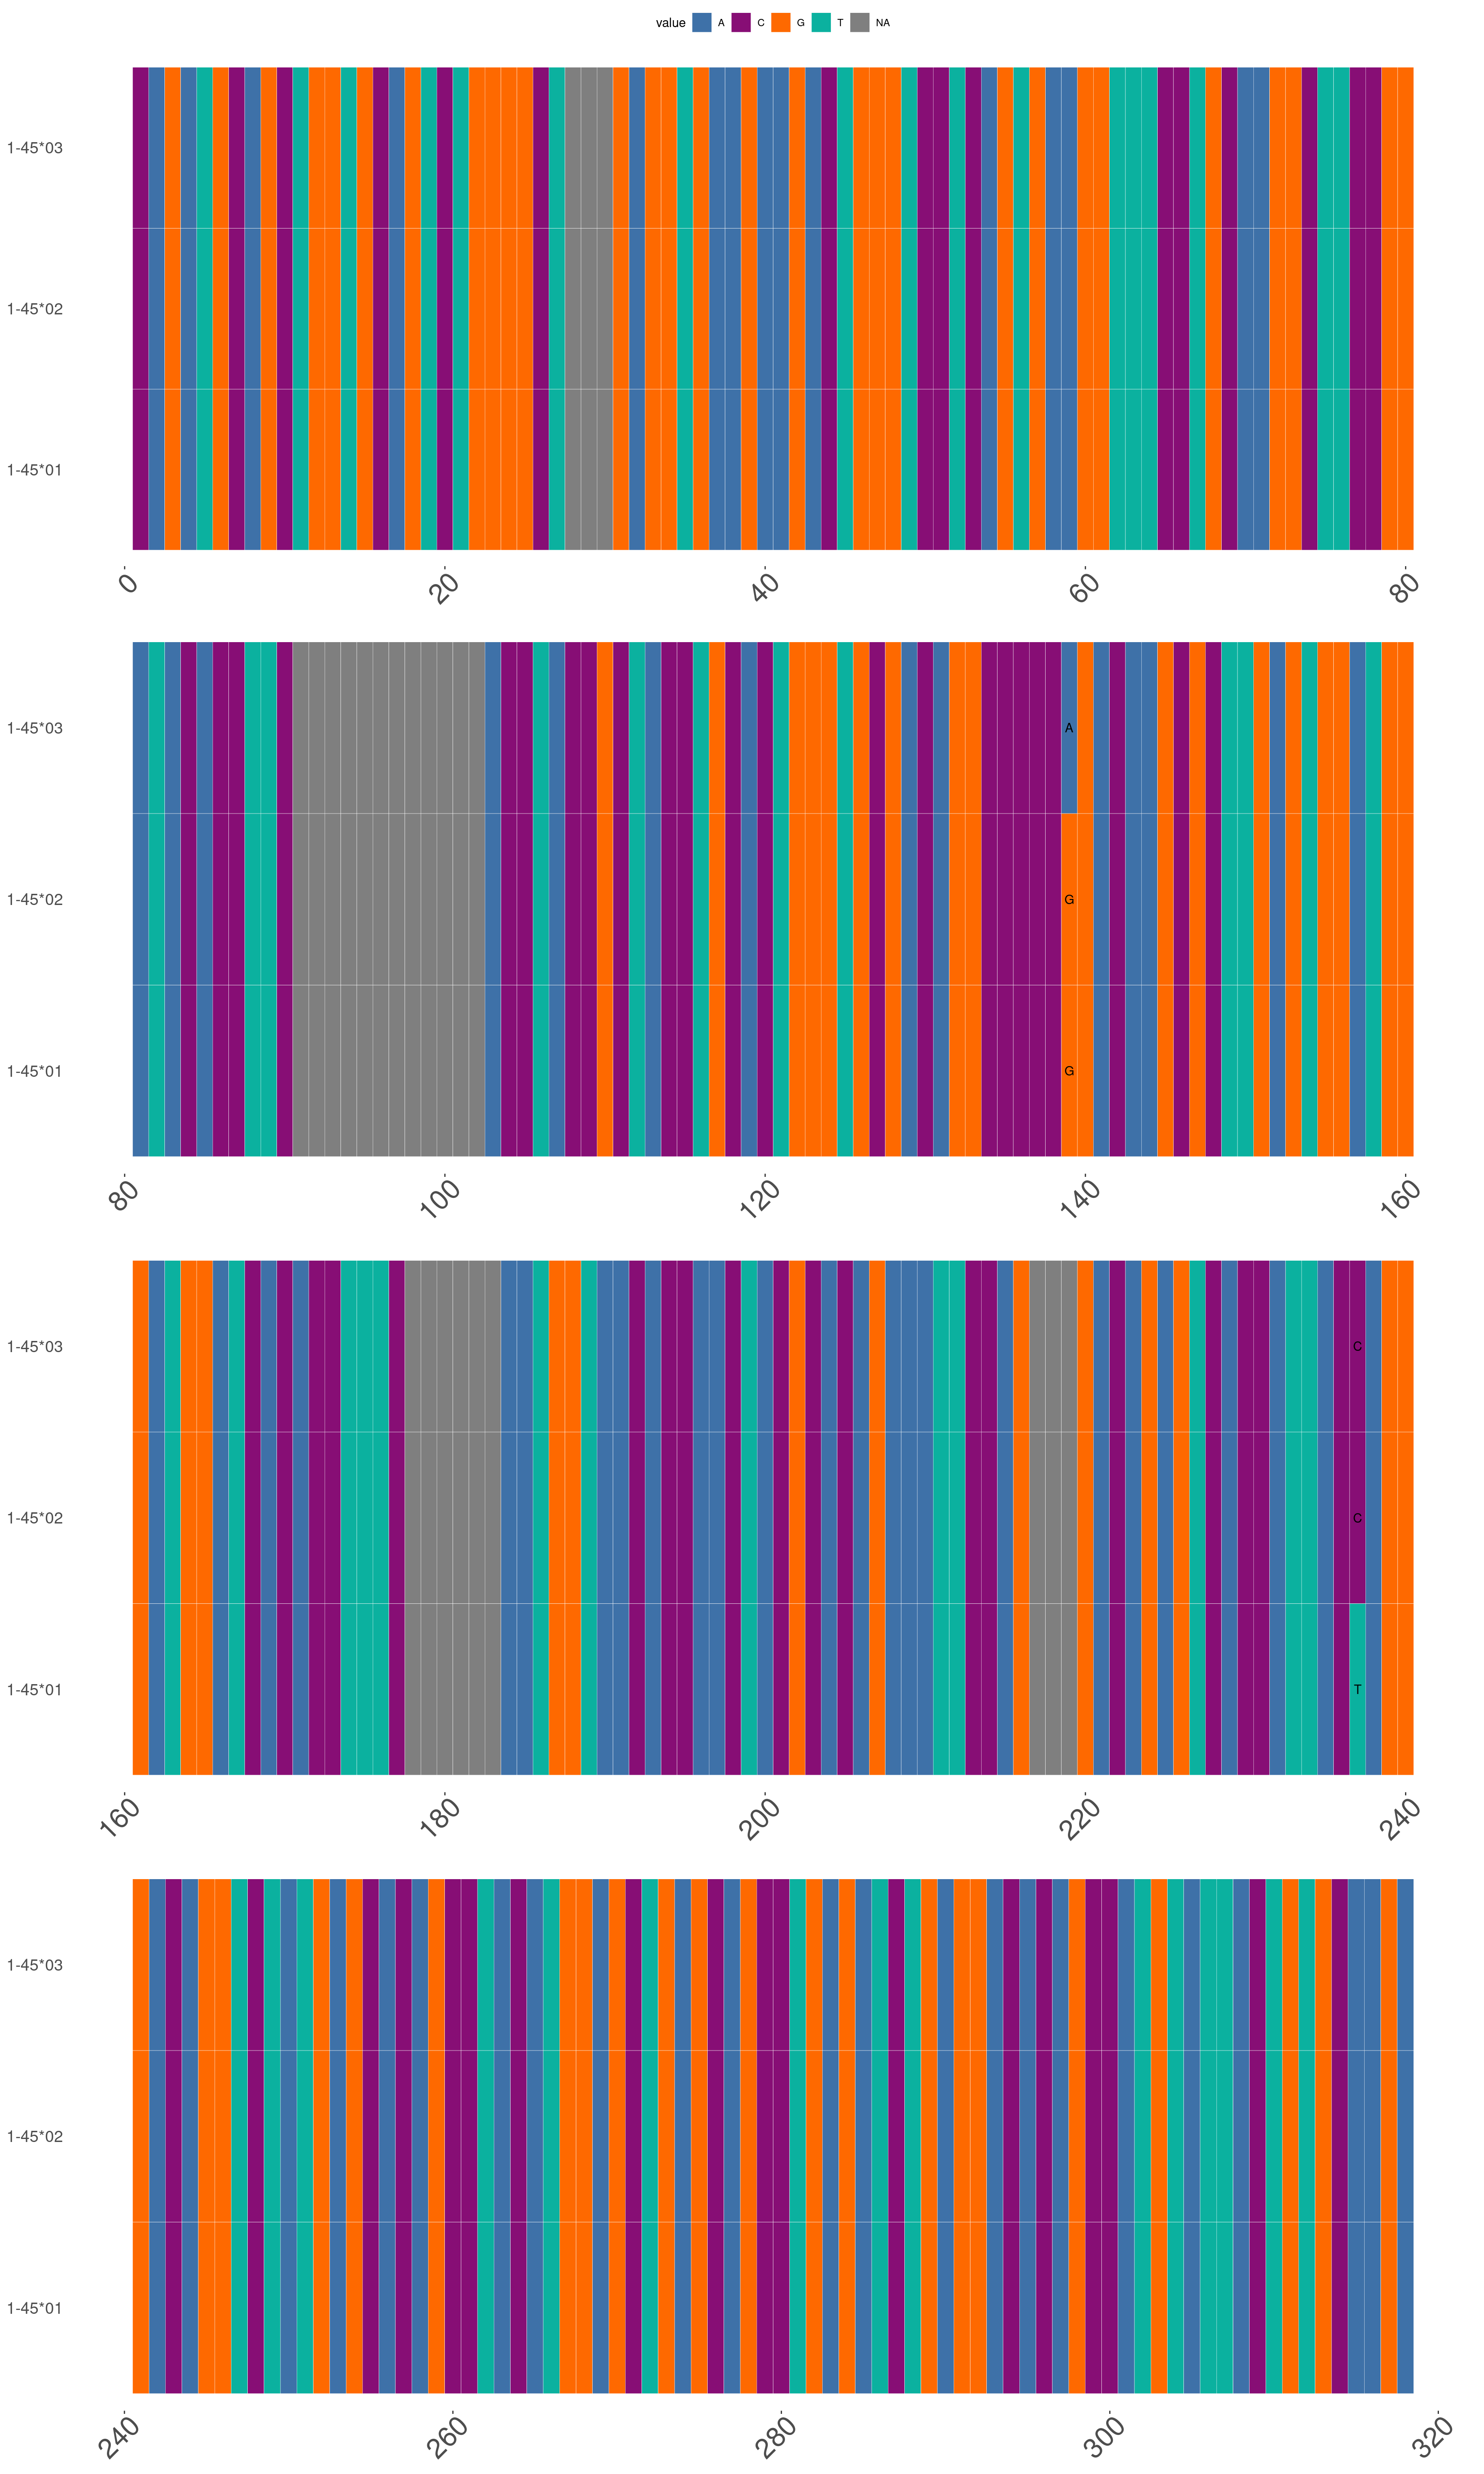 value A C G T NA
1-45*03
1-45*02
1-45*01
0 20 40 60 80
1-45*03 A
1-45*02 G
1-45*01 G
80 100 120 140 160
1-45*03 C
1-45*02 C
1-45*01 T
160 180 200 220 240
1-45*03
1-45*02
1-45*01
240 260 280 300 320